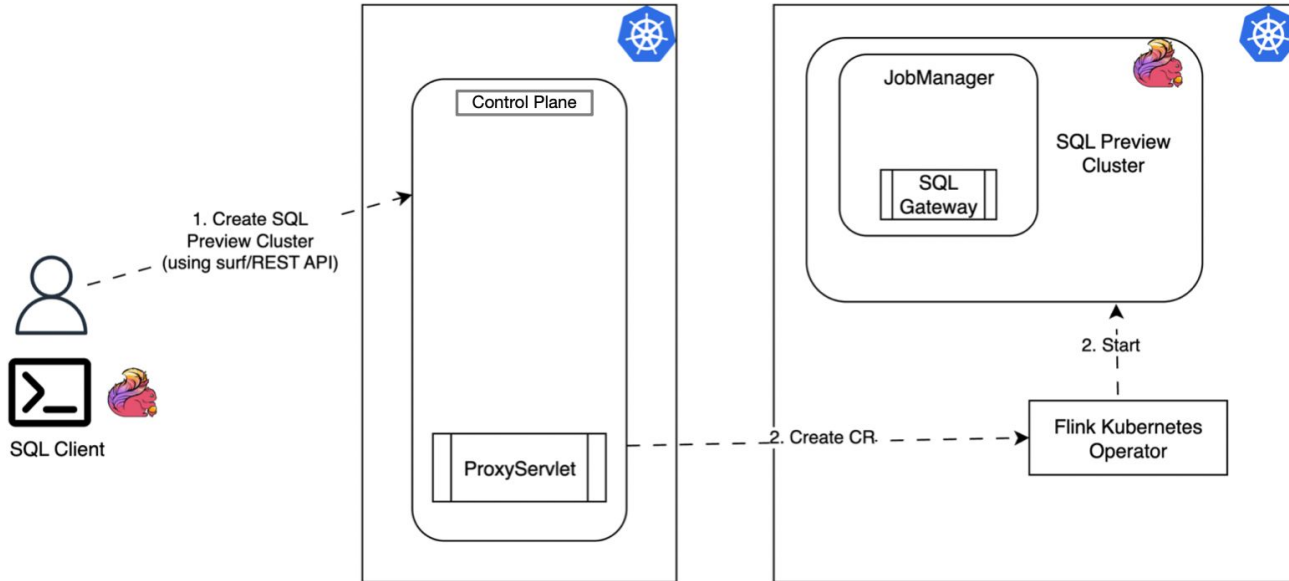 Control Plane
JobManager
SQL Preview
Cluster
SQL
Gateway
1. Create SQL
Preview Cluster
(using surf/REST API)
2. Start
SQL Client
ProxyServlet
2. Create CR
Flink Kubernetes
Operator